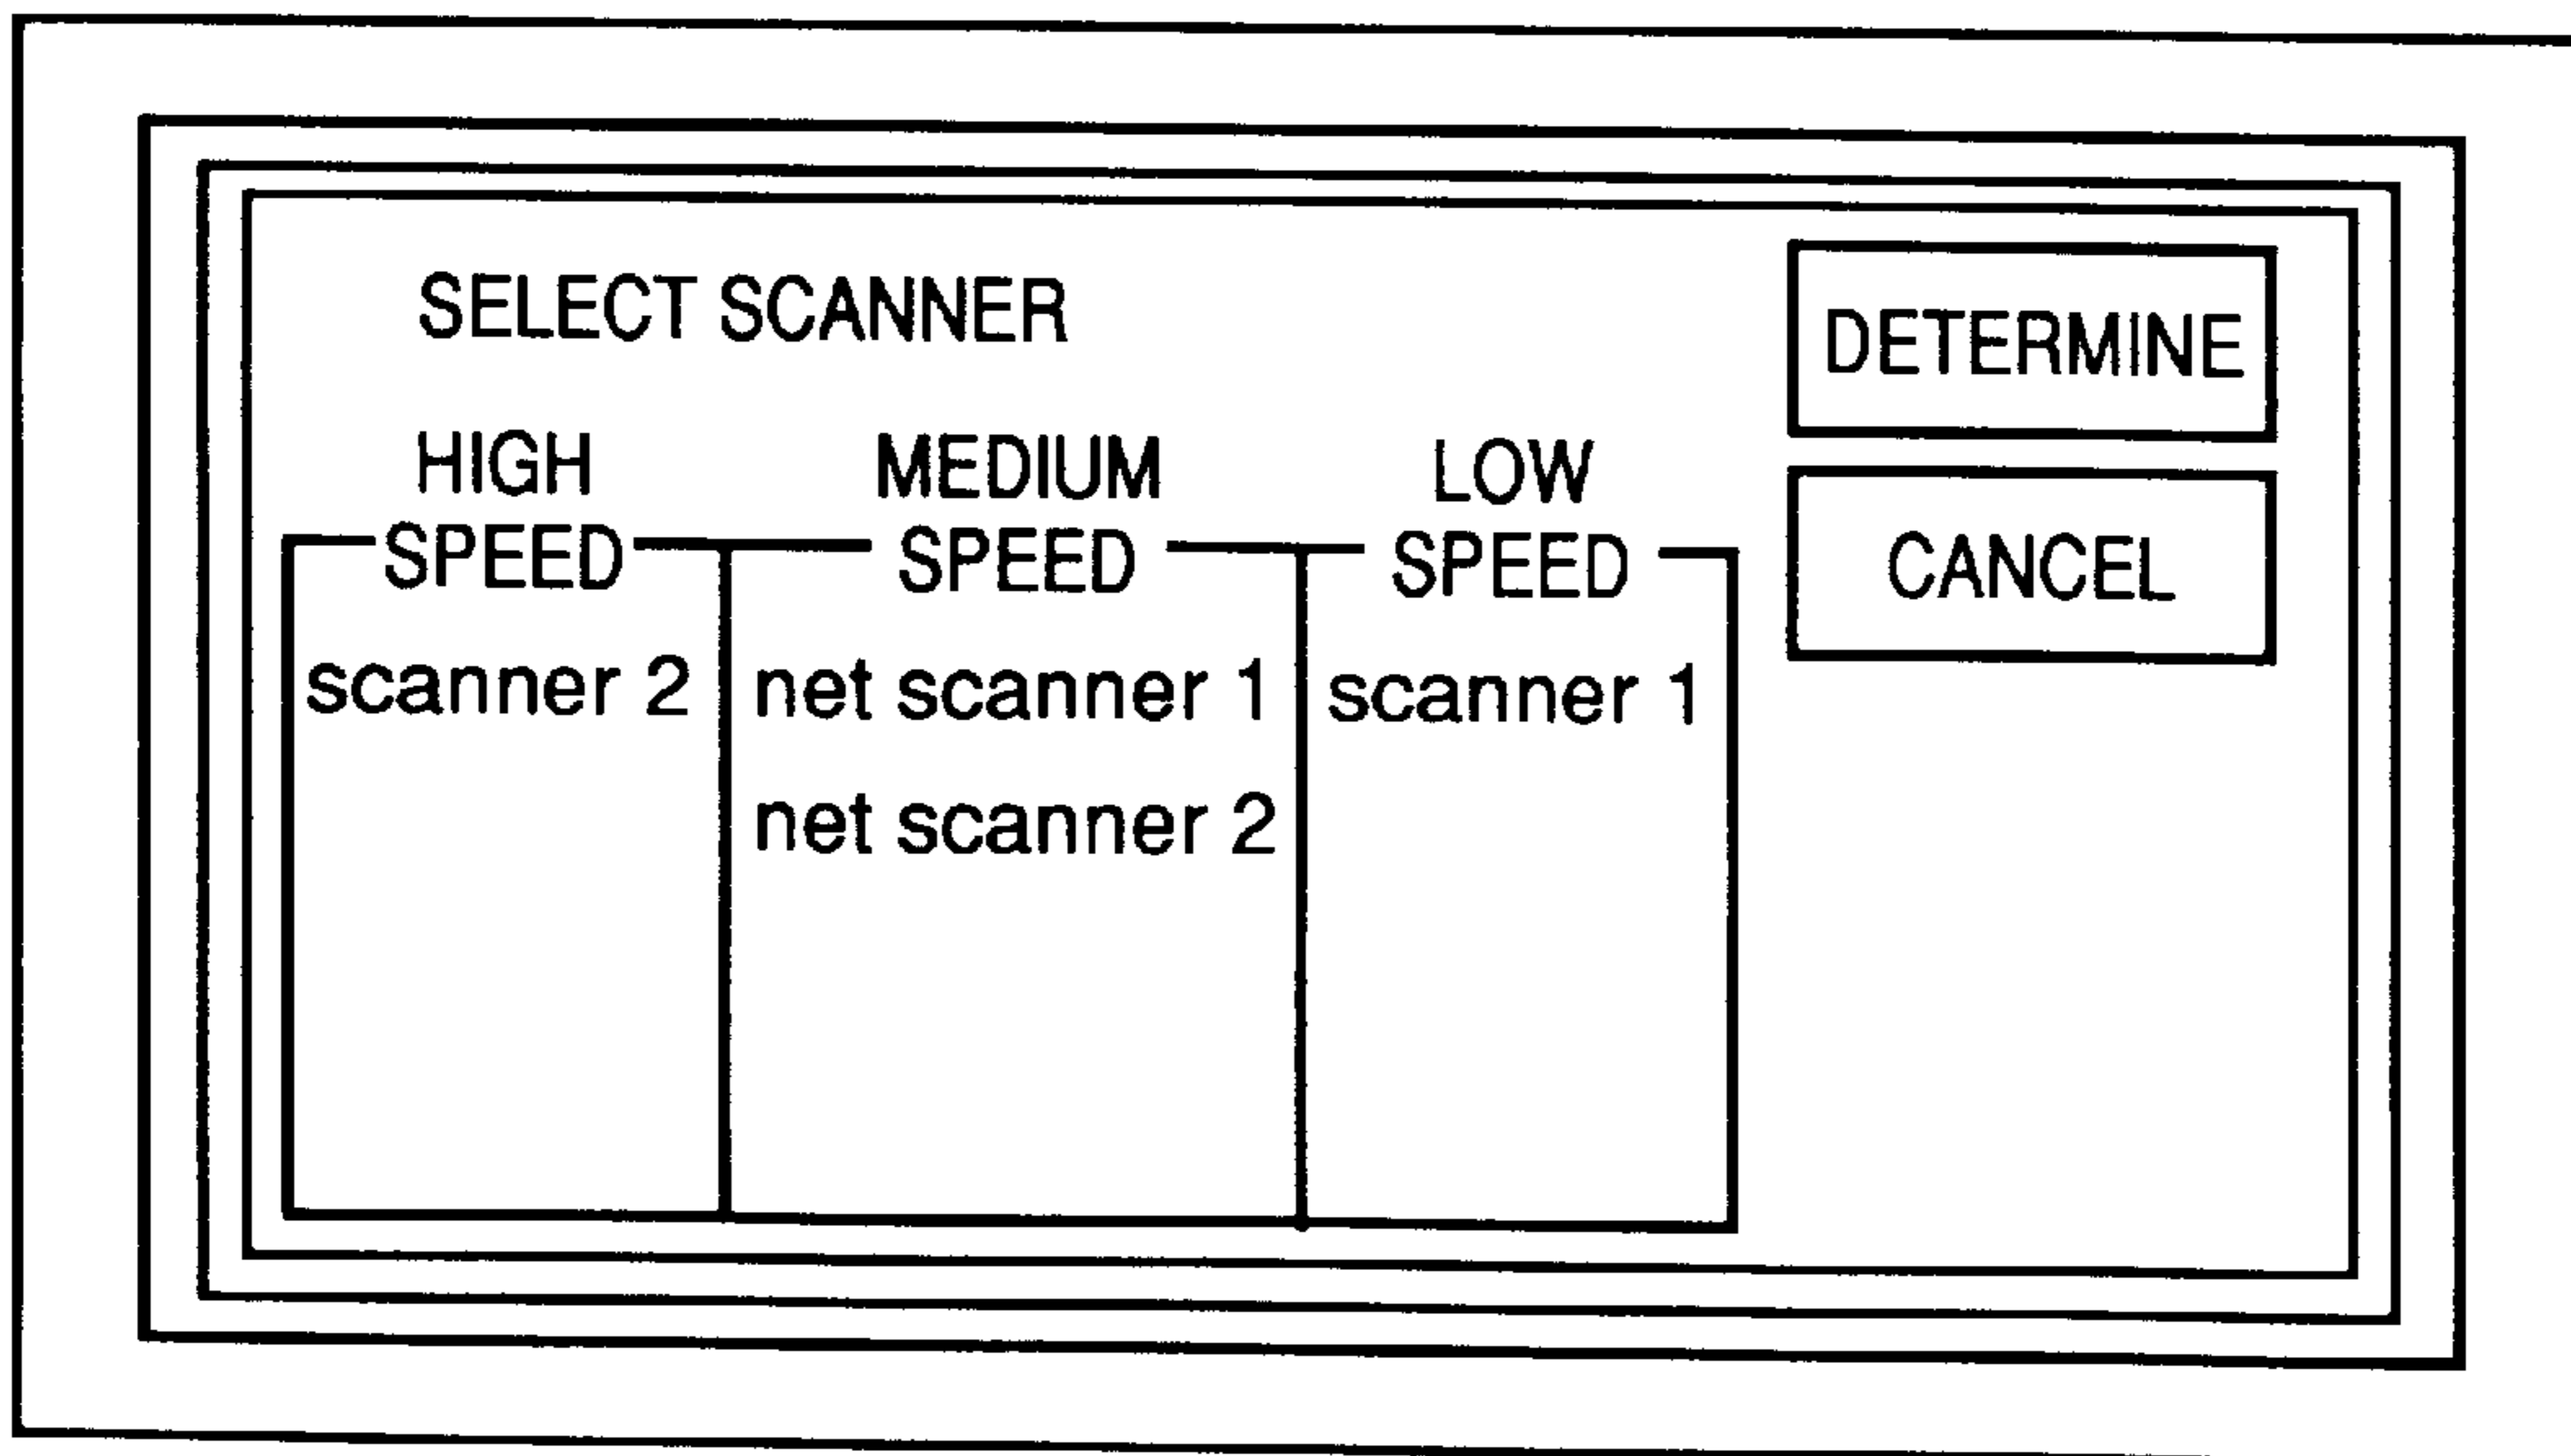 SELECT SCANNER
DETERMINE
CANCEL
HIGH
SPEED
MEDIUM
SPEED
LOW
SPEED
scanner 2
net scanner 1
net scanner 2
scanner 1